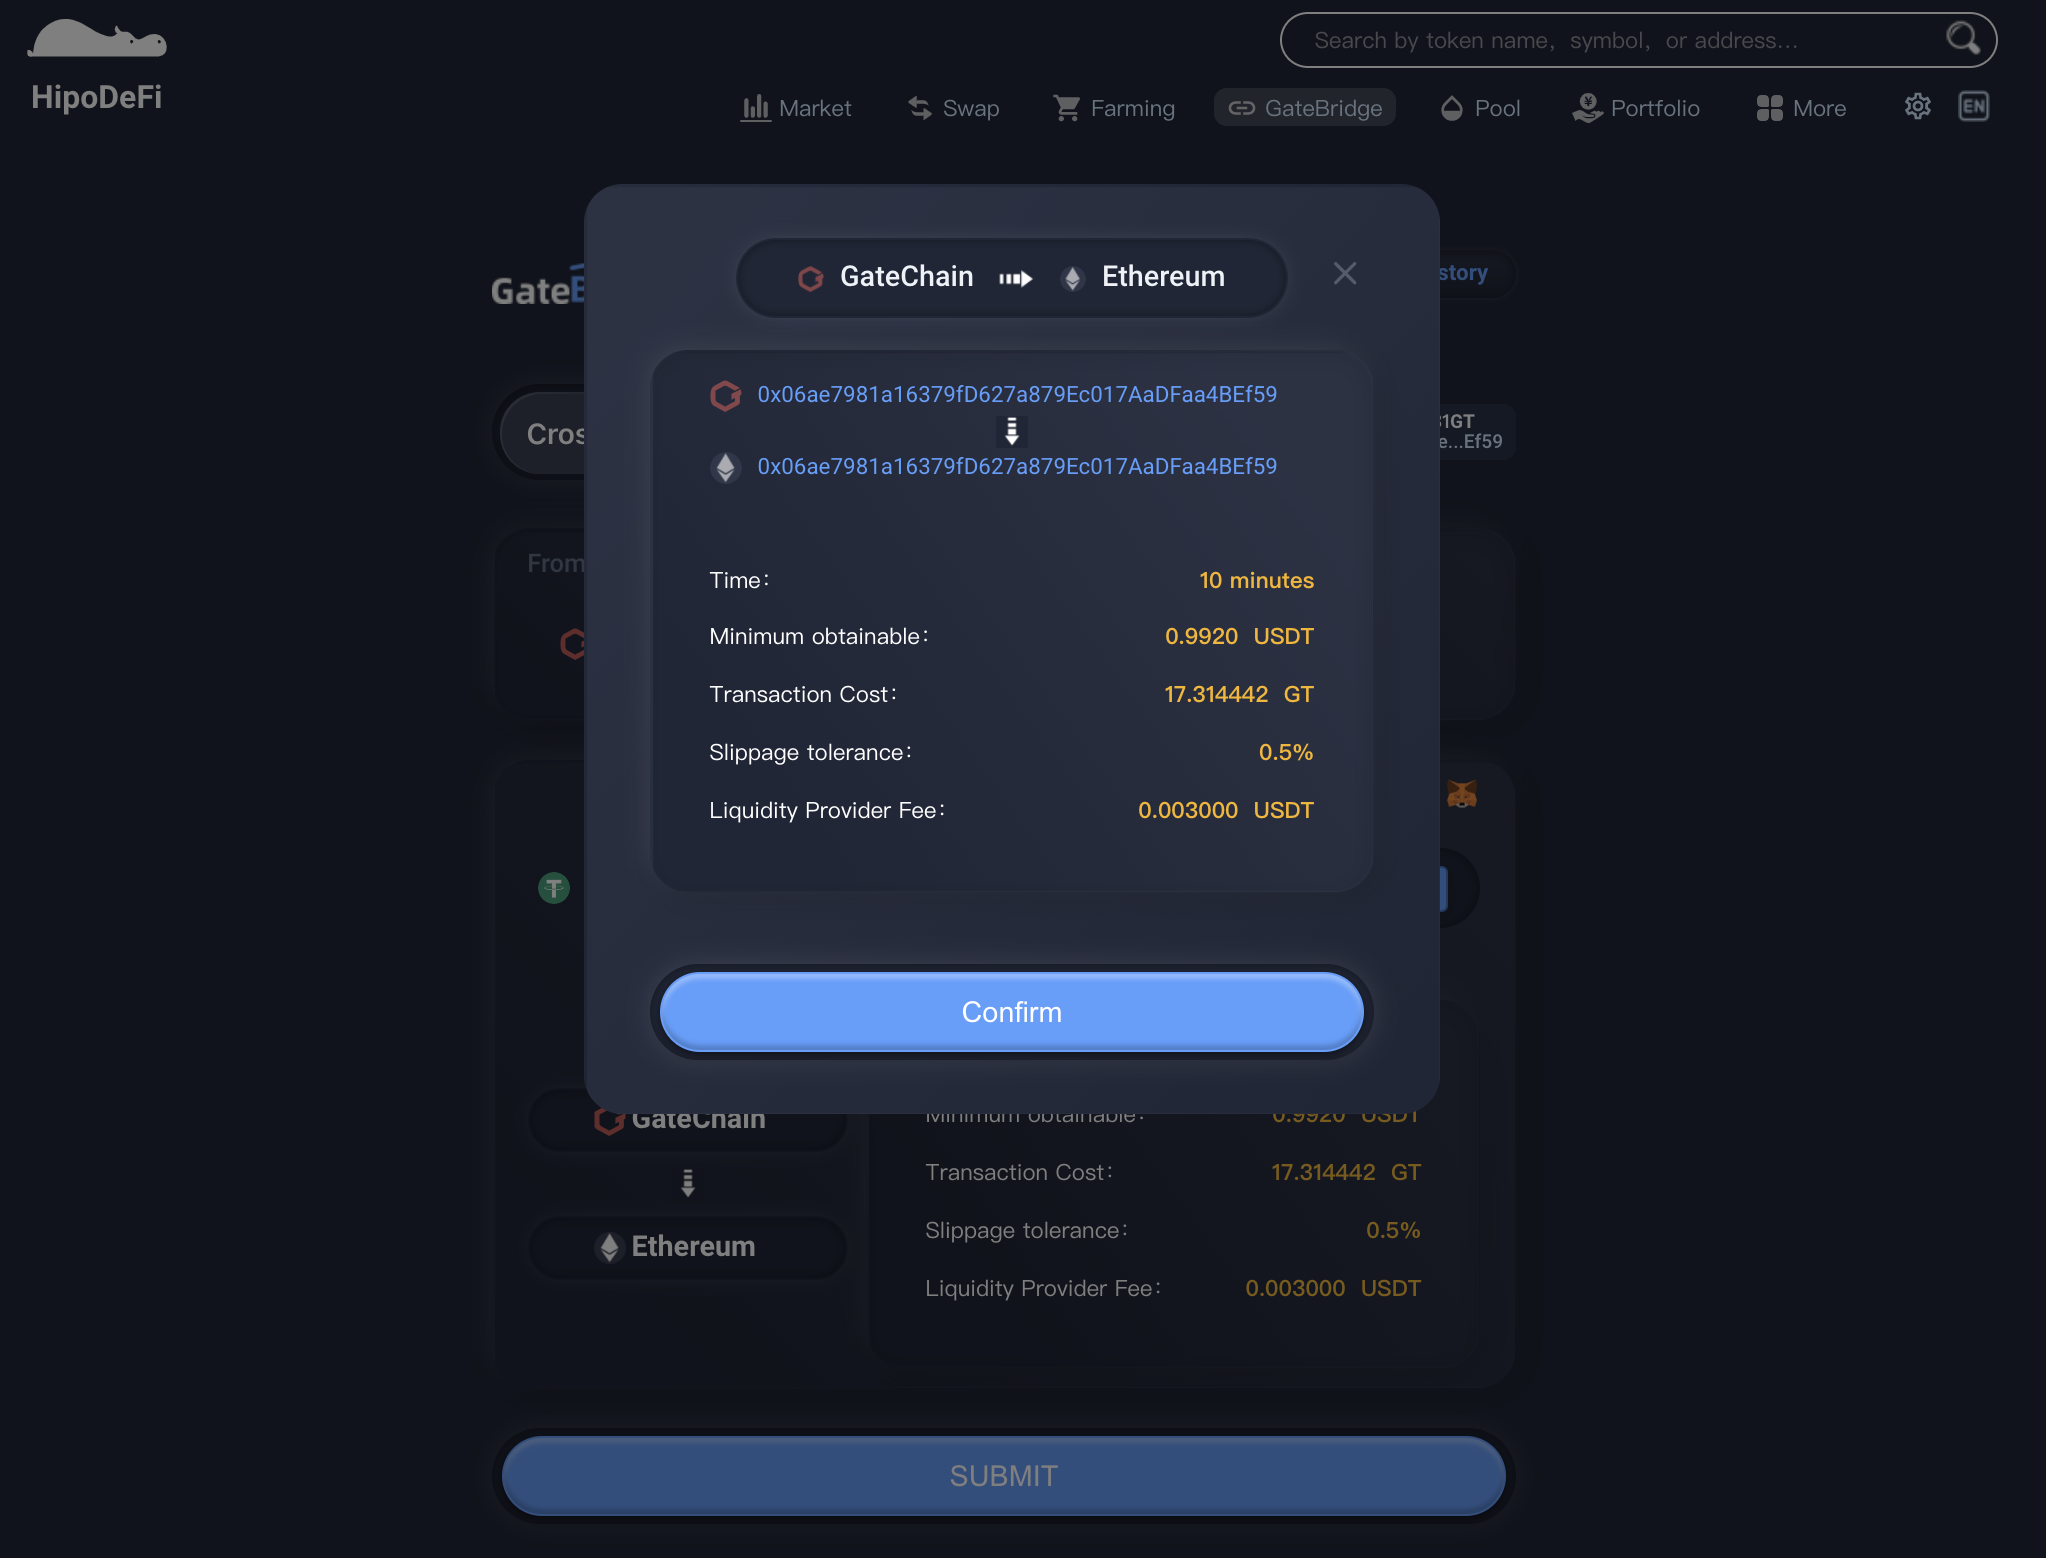 HipoDeFi
Search by token name, symbol, or address...
Market Swap Farming GateBridge Pool Portfolio More EN
GateChain Ethereum
Gate
story
0x06ae7981a16379fD627a879Ec017AaDFaa4BEf59
Cros
31GT
e...Ef59
0x06ae7981a16379fD627a879Ec017AaDFaa4BEf59
From
Time: 10 minutes
Minimum obtainable: 0.9920 USDT
Transaction Cost: 17.314442 GT
Slippage tolerance: 0.5%
Liquidity Provider Fee: 0.003000 USDT
Confirm
GateChain
Minimum obtainable: 0.9920 USDT
Transaction Cost: 17.314442 GT
Slippage tolerance: 0.5%
Ethereum
Liquidity Provider Fee: 0.003000 USDT
SUBMIT